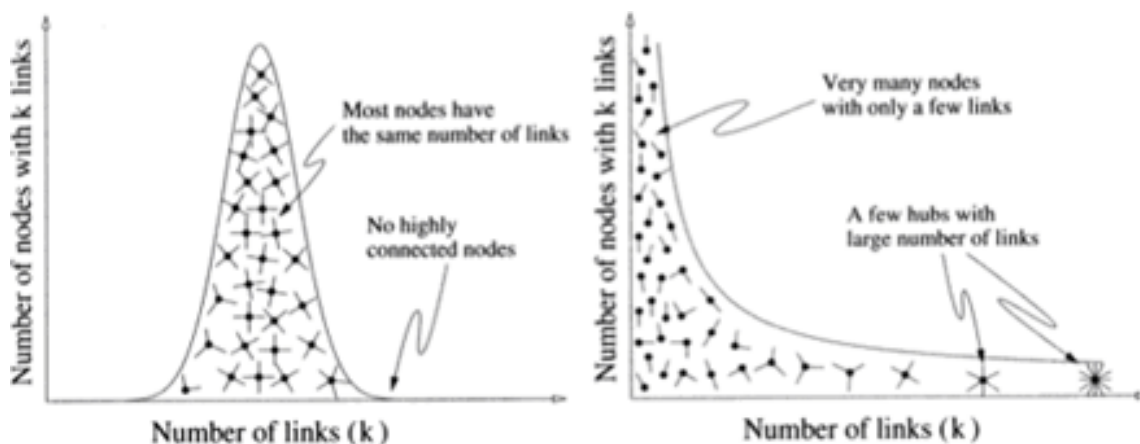 Number of nodes with k links
Most nodes have
the same number of links
No highly
connected nodes
Number of links (k)
Number of nodes with k links
Very many nodes
with only a few links
A few hubs with
large number of links
Number of links (k)